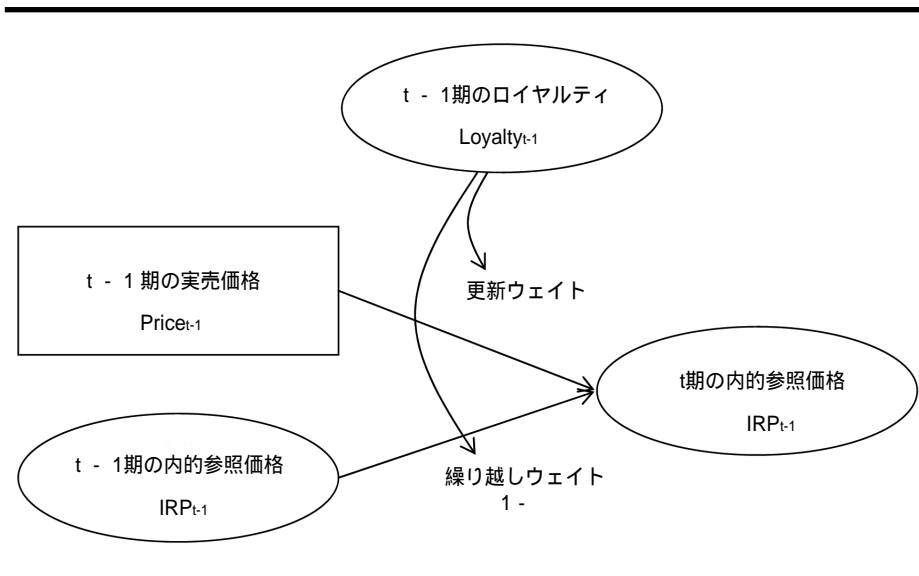 t - 1期のロイヤルティ
Loyaltyt-1
t - 1 期の実売価格
Pricet-1
更新ウェイト
t期の内的参照価格
IRPt-1
t - 1期の内的参照価格
IRPt-1
繰り越しウェイト
1 -